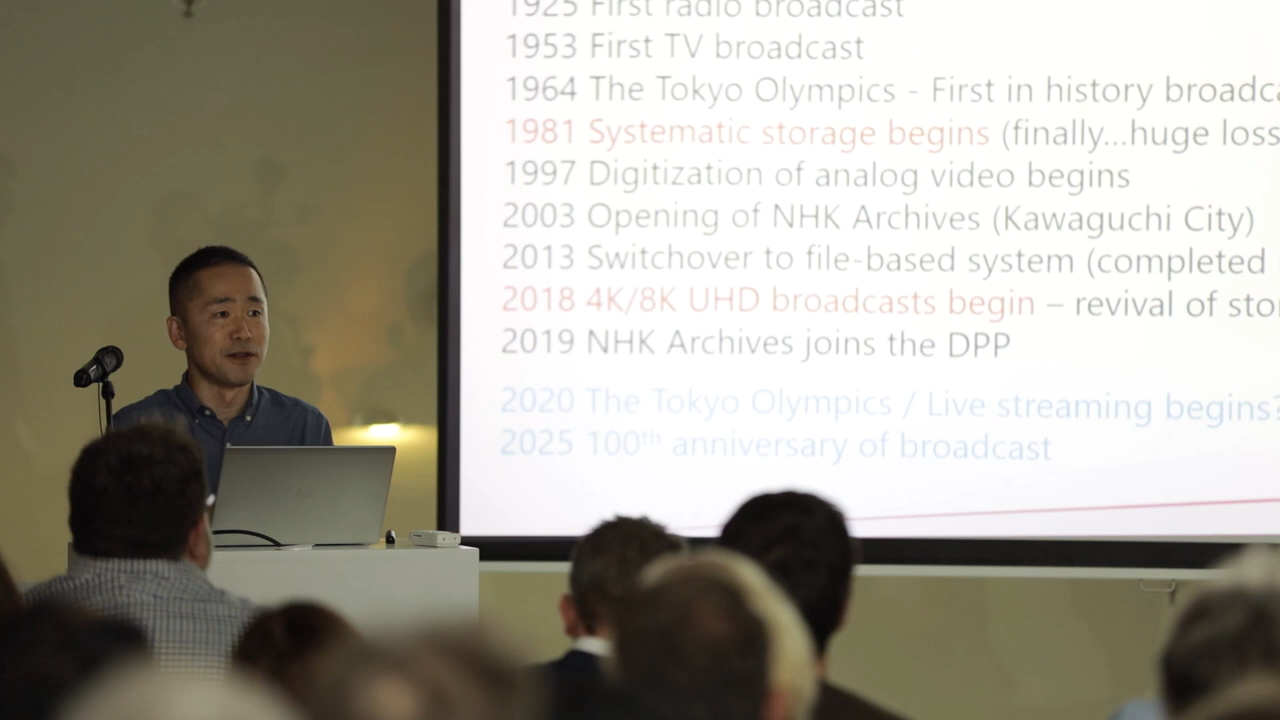 1925 First radio broadcast
1953 First TV broadcast
1964 The Tokyo Olympics - First in history broadca
1981 Systematic storage begins (finally...huge loss
1997 Digitization of analog video begins
2003 Opening of NHK Archives (Kawaguchi City)
2013 Switchover to file-based system (completed
2018 4K/8K UHD broadcasts begin – revival of sto
2019 NHK Archives joins the DPP
2020 The Tokyo Olympics / Live streaming begins?
2025 100th anniversary of broadcast